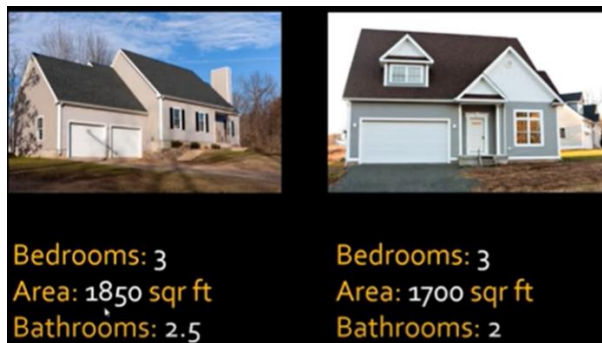 Bedrooms: 3
Area: 1850 sqr ft
Bathrooms: 2.5
Bedrooms: 3
Area: 1700 sqr ft
Bathrooms: 2